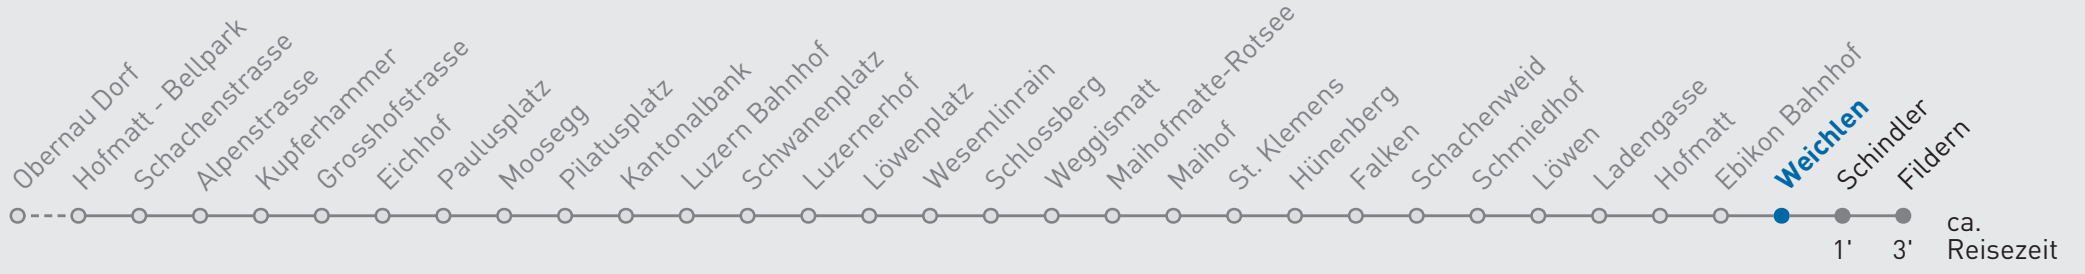 Obernau Dorf
Hofmatt - Bellpark
Schachenstrasse
Alpenstrasse
Kupferhammer
Grosshofstrasse
Eichhof
Paulusplatz
Moosegg
Pilatusplatz
Kantonalbank
Luzern Bahnhof
Schwanenplatz
Luzernerhof
Löwenplatz
Wesemlinrain
Schlossberg
Weggismatt
Maihofmatte-Rotsee
Maihof
St. Klemens
Hünenberg
Falken
Schachenweid
Schmiedhof
Löwen
Ladengasse
Hofmatt
Ebikon Bahnhof
Weichlen
Schindler
Fildern
ca.
1' 3' Reisezeit